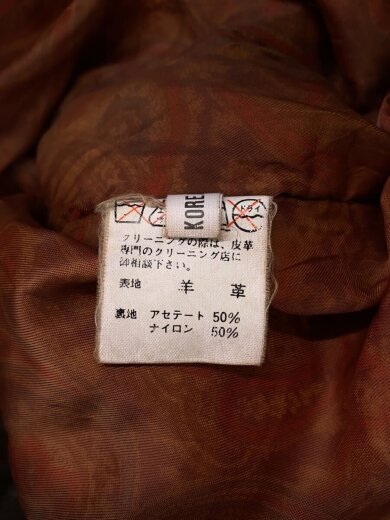 KORE
ドライ
クリーニングの際は、皮革
専門のクリーニング店に
御相談下さい。
表地 羊 革
裏地 アセテート 50%
ナイロン 50%